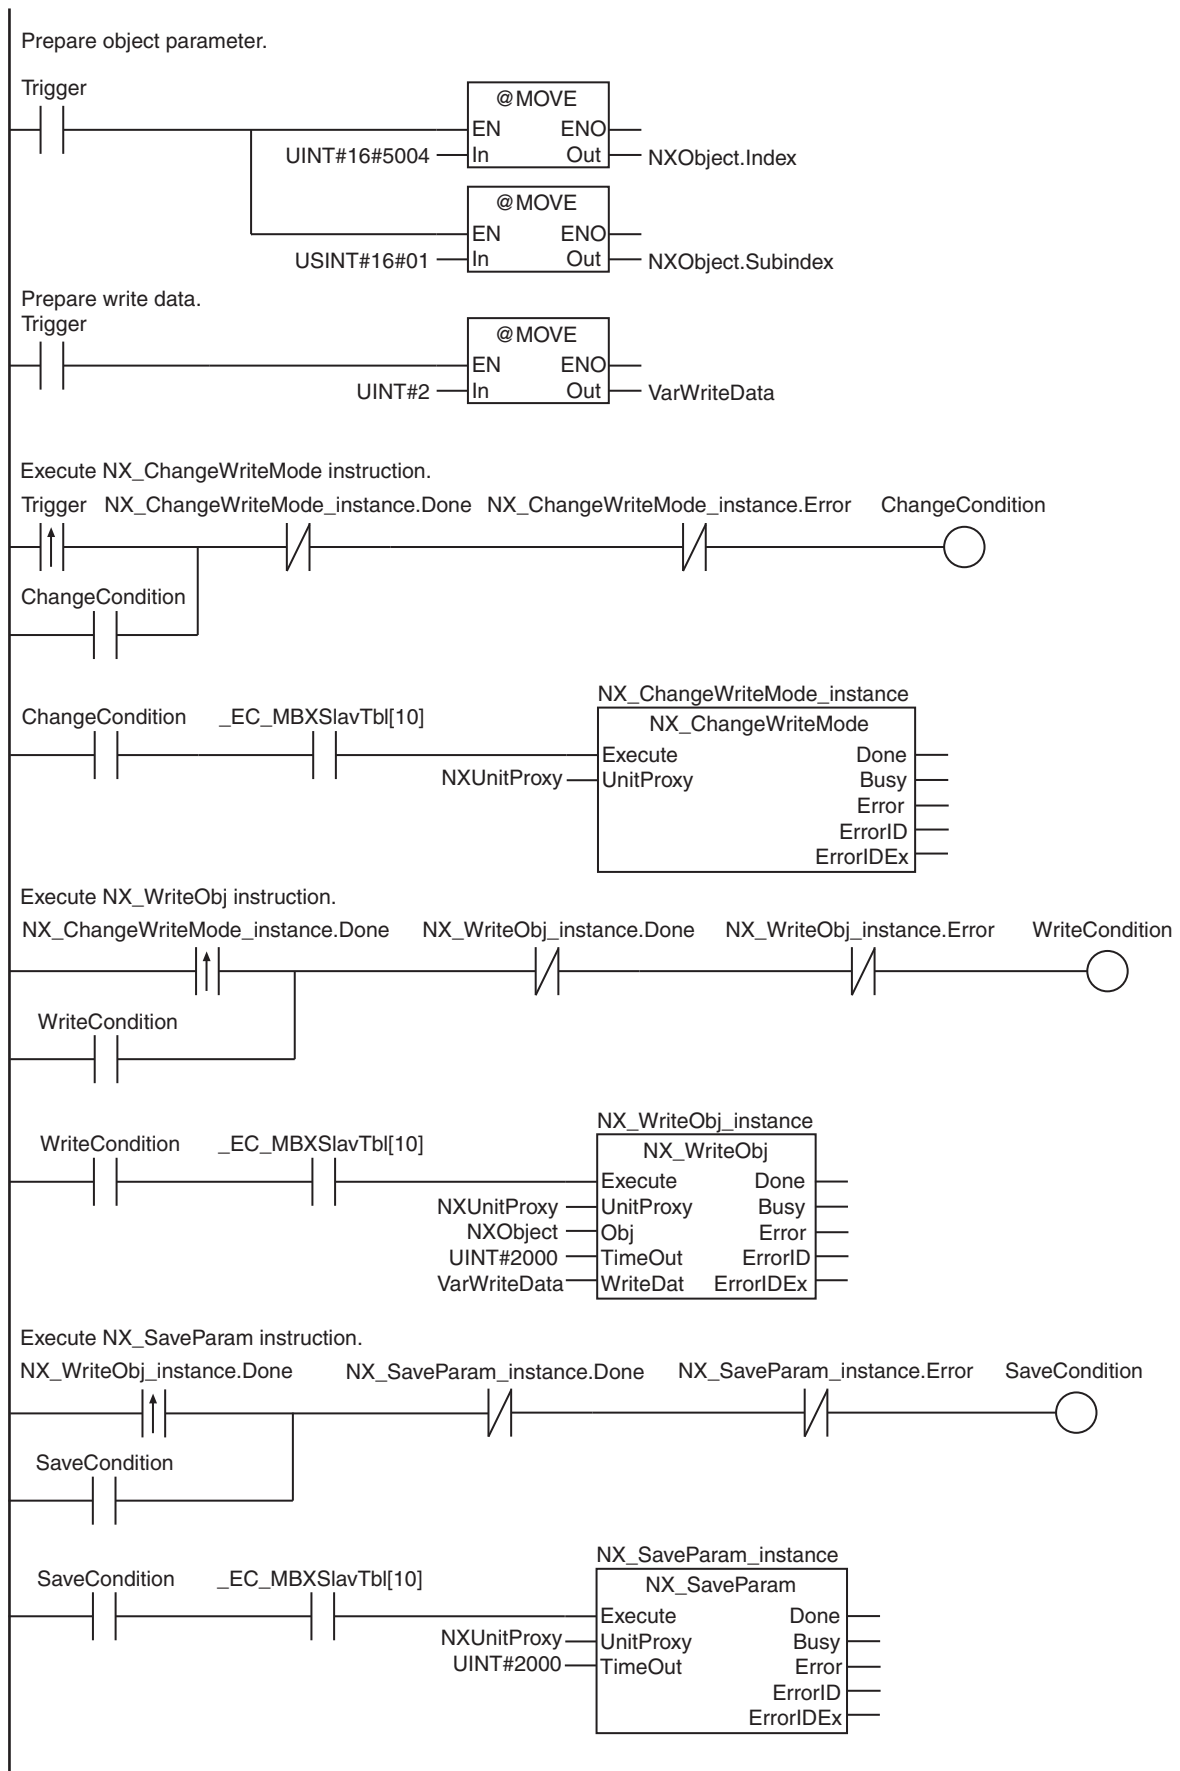 Prepare object parameter.
Trigger
@MOVE
EN ENO
UINT#16#5004 In Out NXObject.Index
@MOVE
EN ENO
USINT#16#01 In Out NXObject.Subindex
Prepare write data.
Trigger
@MOVE
EN ENO
UINT#2 In Out VarWriteData
Execute NX_ChangeWriteMode instruction.
Trigger NX_ChangeWriteMode_instance.Done NX_ChangeWriteMode_instance.Error ChangeCondition
ChangeCondition
NX_ChangeWriteMode_instance
ChangeCondition _EC_MBXSlavTbl[10] NX_ChangeWriteMode
Execute Done
NXUnitProxy UnitProxy Busy
Error
ErrorID
ErrorIDEx
Execute NX_WriteObj instruction.
NX_ChangeWriteMode_instance.Done NX_WriteObj_instance.Done NX_WriteObj_instance.Error WriteCondition
WriteCondition
NX_WriteObj_instance
WriteCondition _EC_MBXSlavTbl[10] NX_WriteObj
Execute Done
NXUnitProxy UnitProxy Busy
NXObject Obj Error
UINT#2000 TimeOut ErrorID
VarWriteData WriteDat ErrorIDEx
Execute NX_SaveParam instruction.
NX_WriteObj_instance.Done NX_SaveParam_instance.Done NX_SaveParam_instance.Error SaveCondition
SaveCondition
NX_SaveParam_instance
SaveCondition _EC_MBXSlavTbl[10] NX_SaveParam
Execute Done
NXUnitProxy UnitProxy Busy
UINT#2000 TimeOut Error
ErrorID
ErrorIDEx